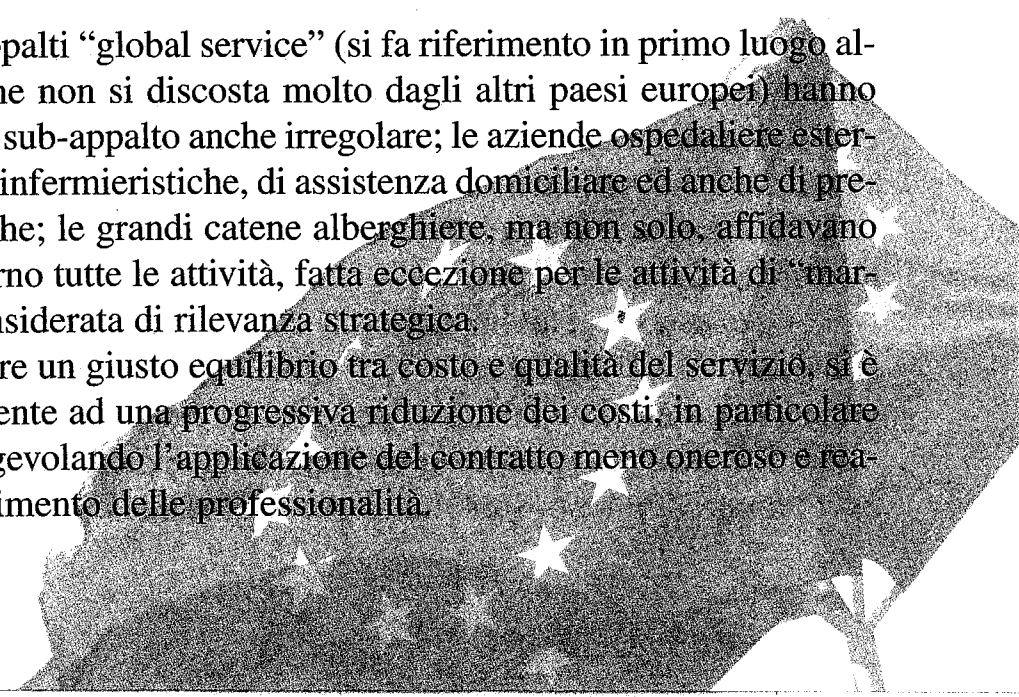 palti “global service” (si fa riferimento in primo luogo al-
ne non si discosta molto dagli altri paesi europei) hanno
sub-appalto anche irregolare; le aziende ospedaliere ester-
infermieristiche, di assistenza domiciliare ed anche di pre-
he; le grandi catene alberghiere, ma non solo, affidavano
rno tutte le attività, fatta eccezione per le attività di “mar-
nsiderata di rilevanza strategica.
re un giusto equilibrio tra costo e qualità del servizio, si è
ente ad una progressiva riduzione dei costi, in particolare
gevolando l’applicazione del contratto meno oneroso e rea-
imento delle professionalità.